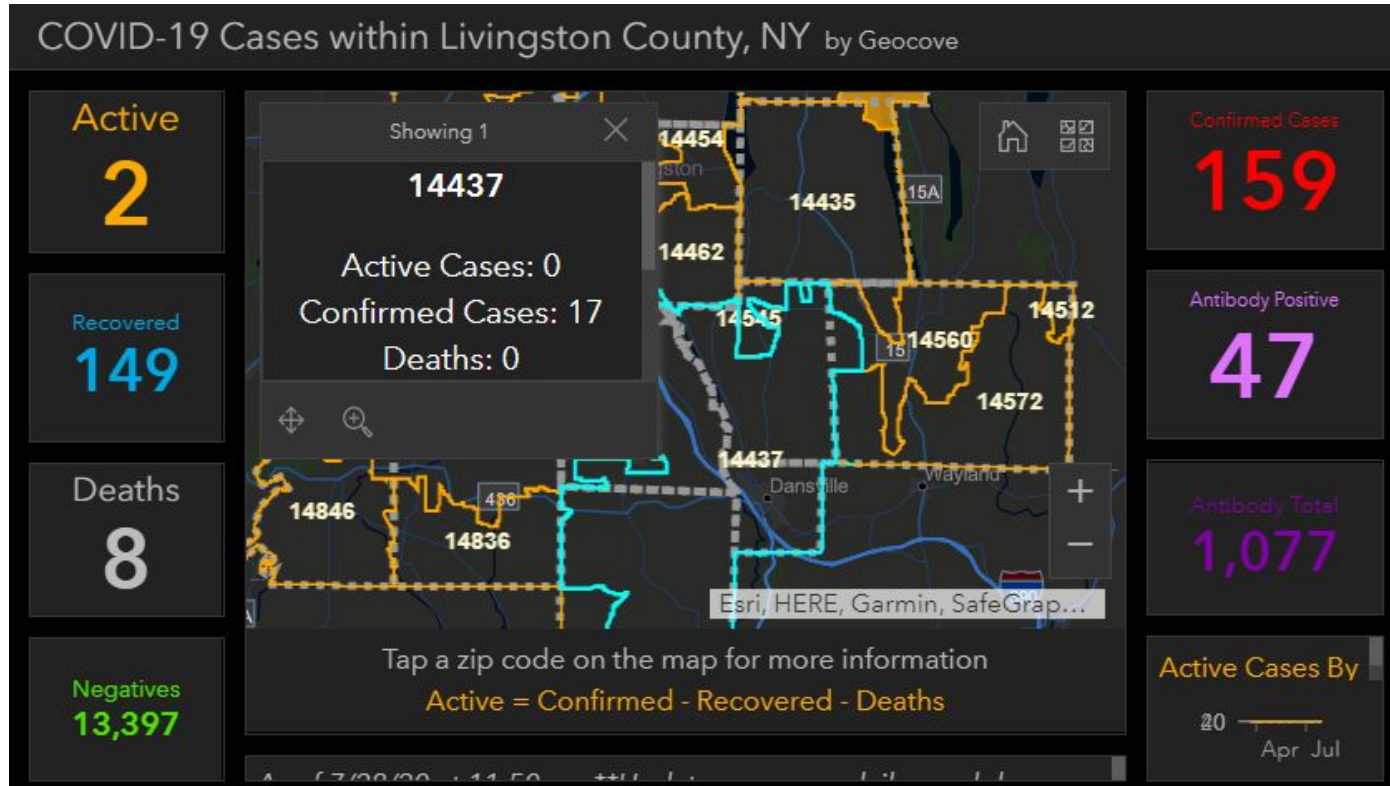 COVID-19 Cases within Livingston County, NY by Geocove
Active
2
Recovered
149
Deaths
8
Negatives
13,397
Showing 1
14437
Active Cases: 0
Confirmed Cases: 17
Deaths: 0
14454
14435
15A
14462
14545
14512
15
14560
14572
14437
Dansville
Wayland
436
14846
14836
+
−
Esri, HERE, Garmin, SafeGrap...
Tap a zip code on the map for more information
Active = Confirmed - Recovered - Deaths
Confirmed Cases
159
Antibody Positive
47
Antibody Total
1,077
Active Cases By
Apr Jul